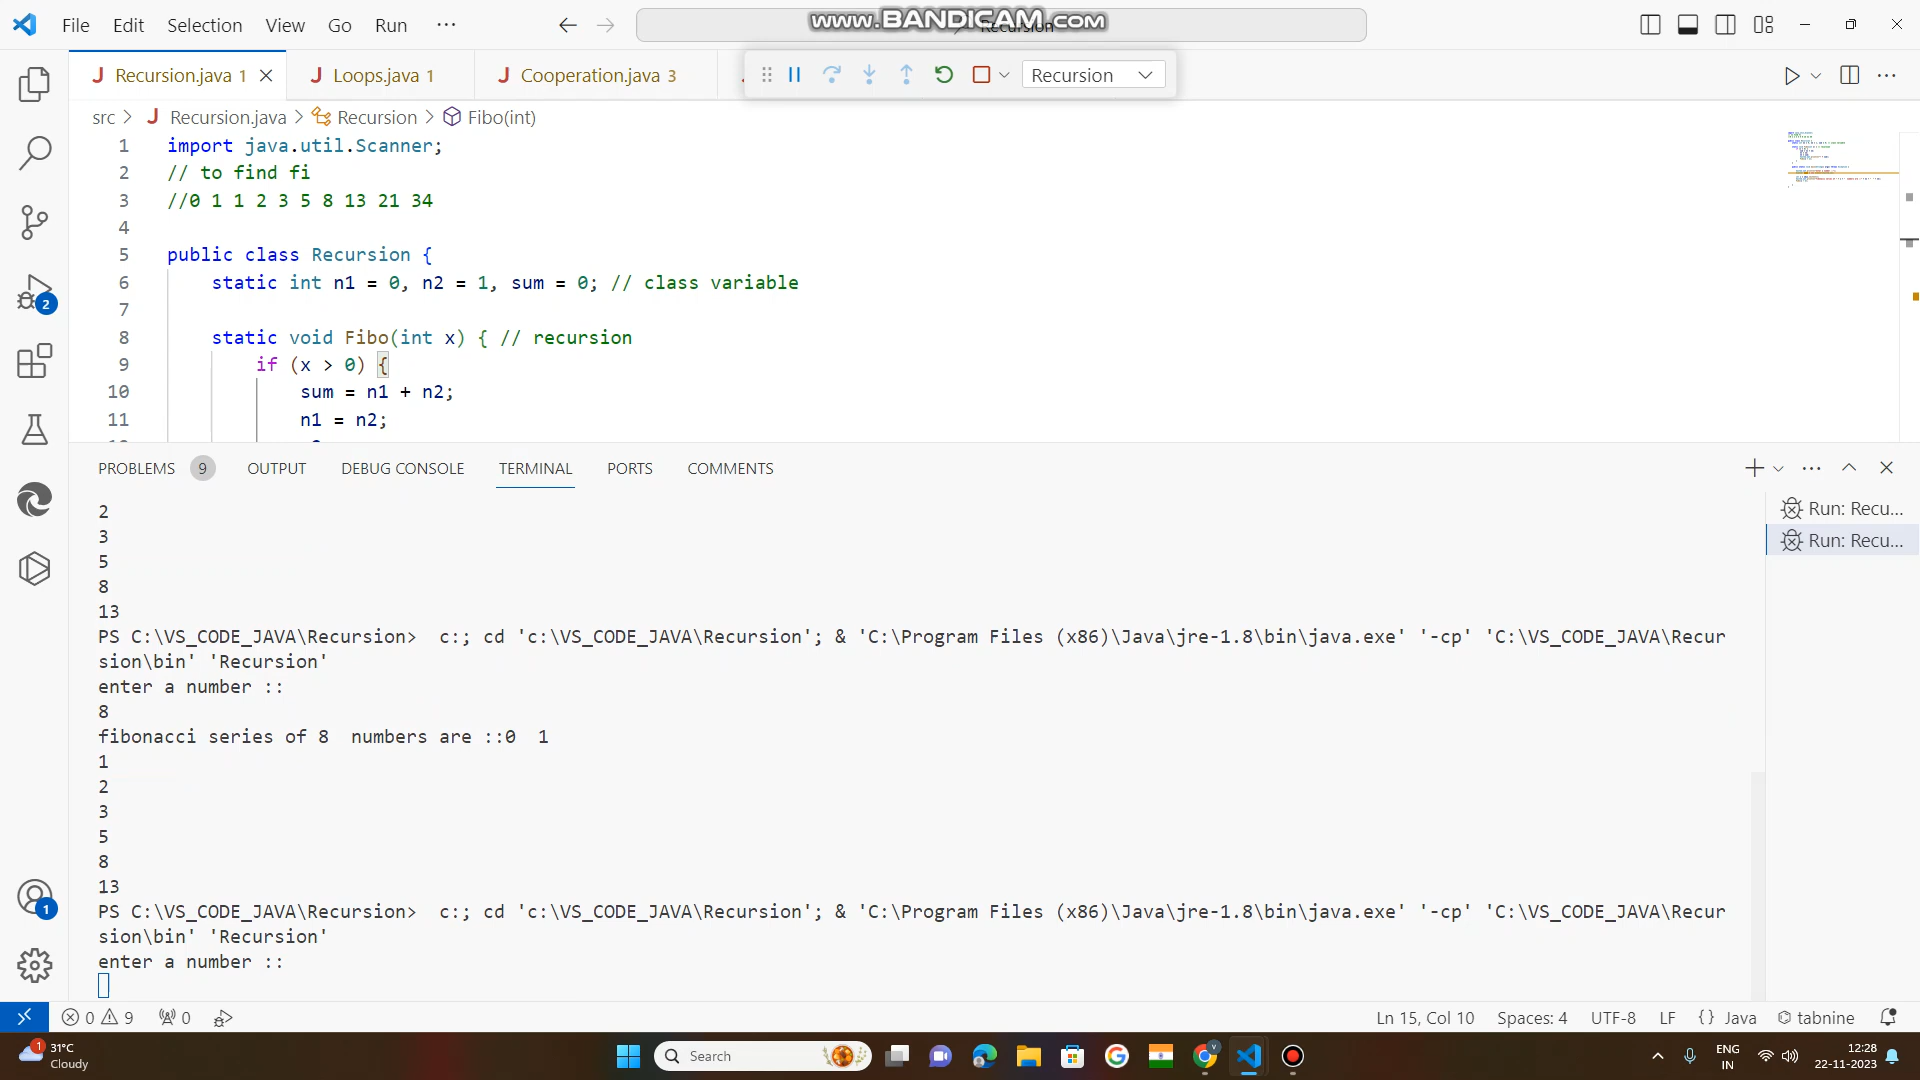 File Edit Selection View Go Run ···
www.BANDICAM.com
Recursion
Recursion.java 1
Loops.java 1
Cooperation.java 3
Recursion
src > Recursion.java > Recursion > Fibo(int)
1 import java.util.Scanner;
2 // to find fi
3 //0 1 1 2 3 5 8 13 21 34
4
5 public class Recursion {
6 static int n1 = 0, n2 = 1, sum = 0; // class variable
7
8 static void Fibo(int x) { // recursion
9 if (x > 0) {
10 sum = n1 + n2;
11 n1 = n2;
PROBLEMS 9 OUTPUT DEBUG CONSOLE TERMINAL PORTS COMMENTS
2
3
5
8
13
PS C:\VS_CODE_JAVA\Recursion> c:; cd 'c:\VS_CODE_JAVA\Recursion'; & 'C:\Program Files (x86)\Java\jre-1.8\bin\java.exe' '-cp' 'C:\VS_CODE_JAVA\Recur
sion\bin' 'Recursion'
enter a number ::
8
fibonacci series of 8  numbers are ::0  1
1
2
3
5
8
13
PS C:\VS_CODE_JAVA\Recursion> c:; cd 'c:\VS_CODE_JAVA\Recursion'; & 'C:\Program Files (x86)\Java\jre-1.8\bin\java.exe' '-cp' 'C:\VS_CODE_JAVA\Recur
sion\bin' 'Recursion'
enter a number ::
Run: Recu...
Run: Recu...
2
1
0 9 0
Ln 15, Col 10 Spaces: 4 UTF-8 LF {} Java tabnine
1
31°C
Cloudy
Search
V
ENG
IN
12:28
22-11-2023